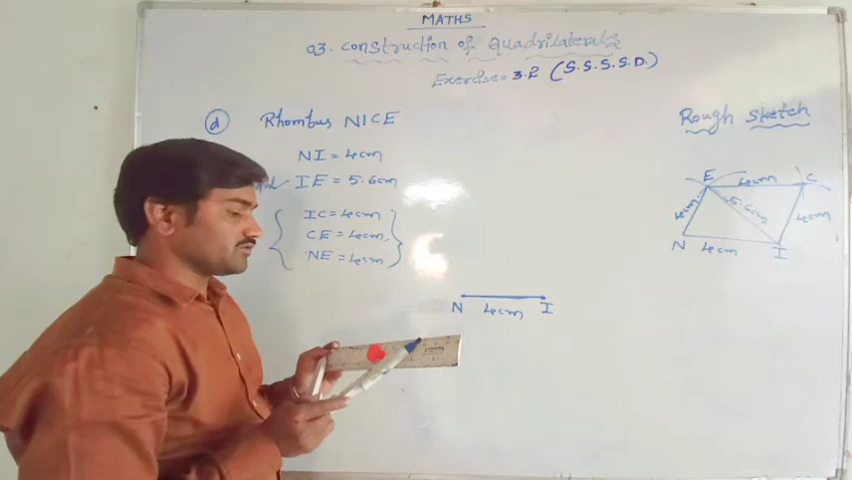 MATHS
03. Construction of Quadrilaterals
Exercise = 3.2 (S.S.S.S.D.)
d Rhombus NICE
NI = 4cm
IE = 5.6cm
IC = 4cm
CE = 4cm,
NE = 4cm
N 4cm I
Rough Sketch
E 4cm C
4cm 5.6cm 4cm
N 4cm I